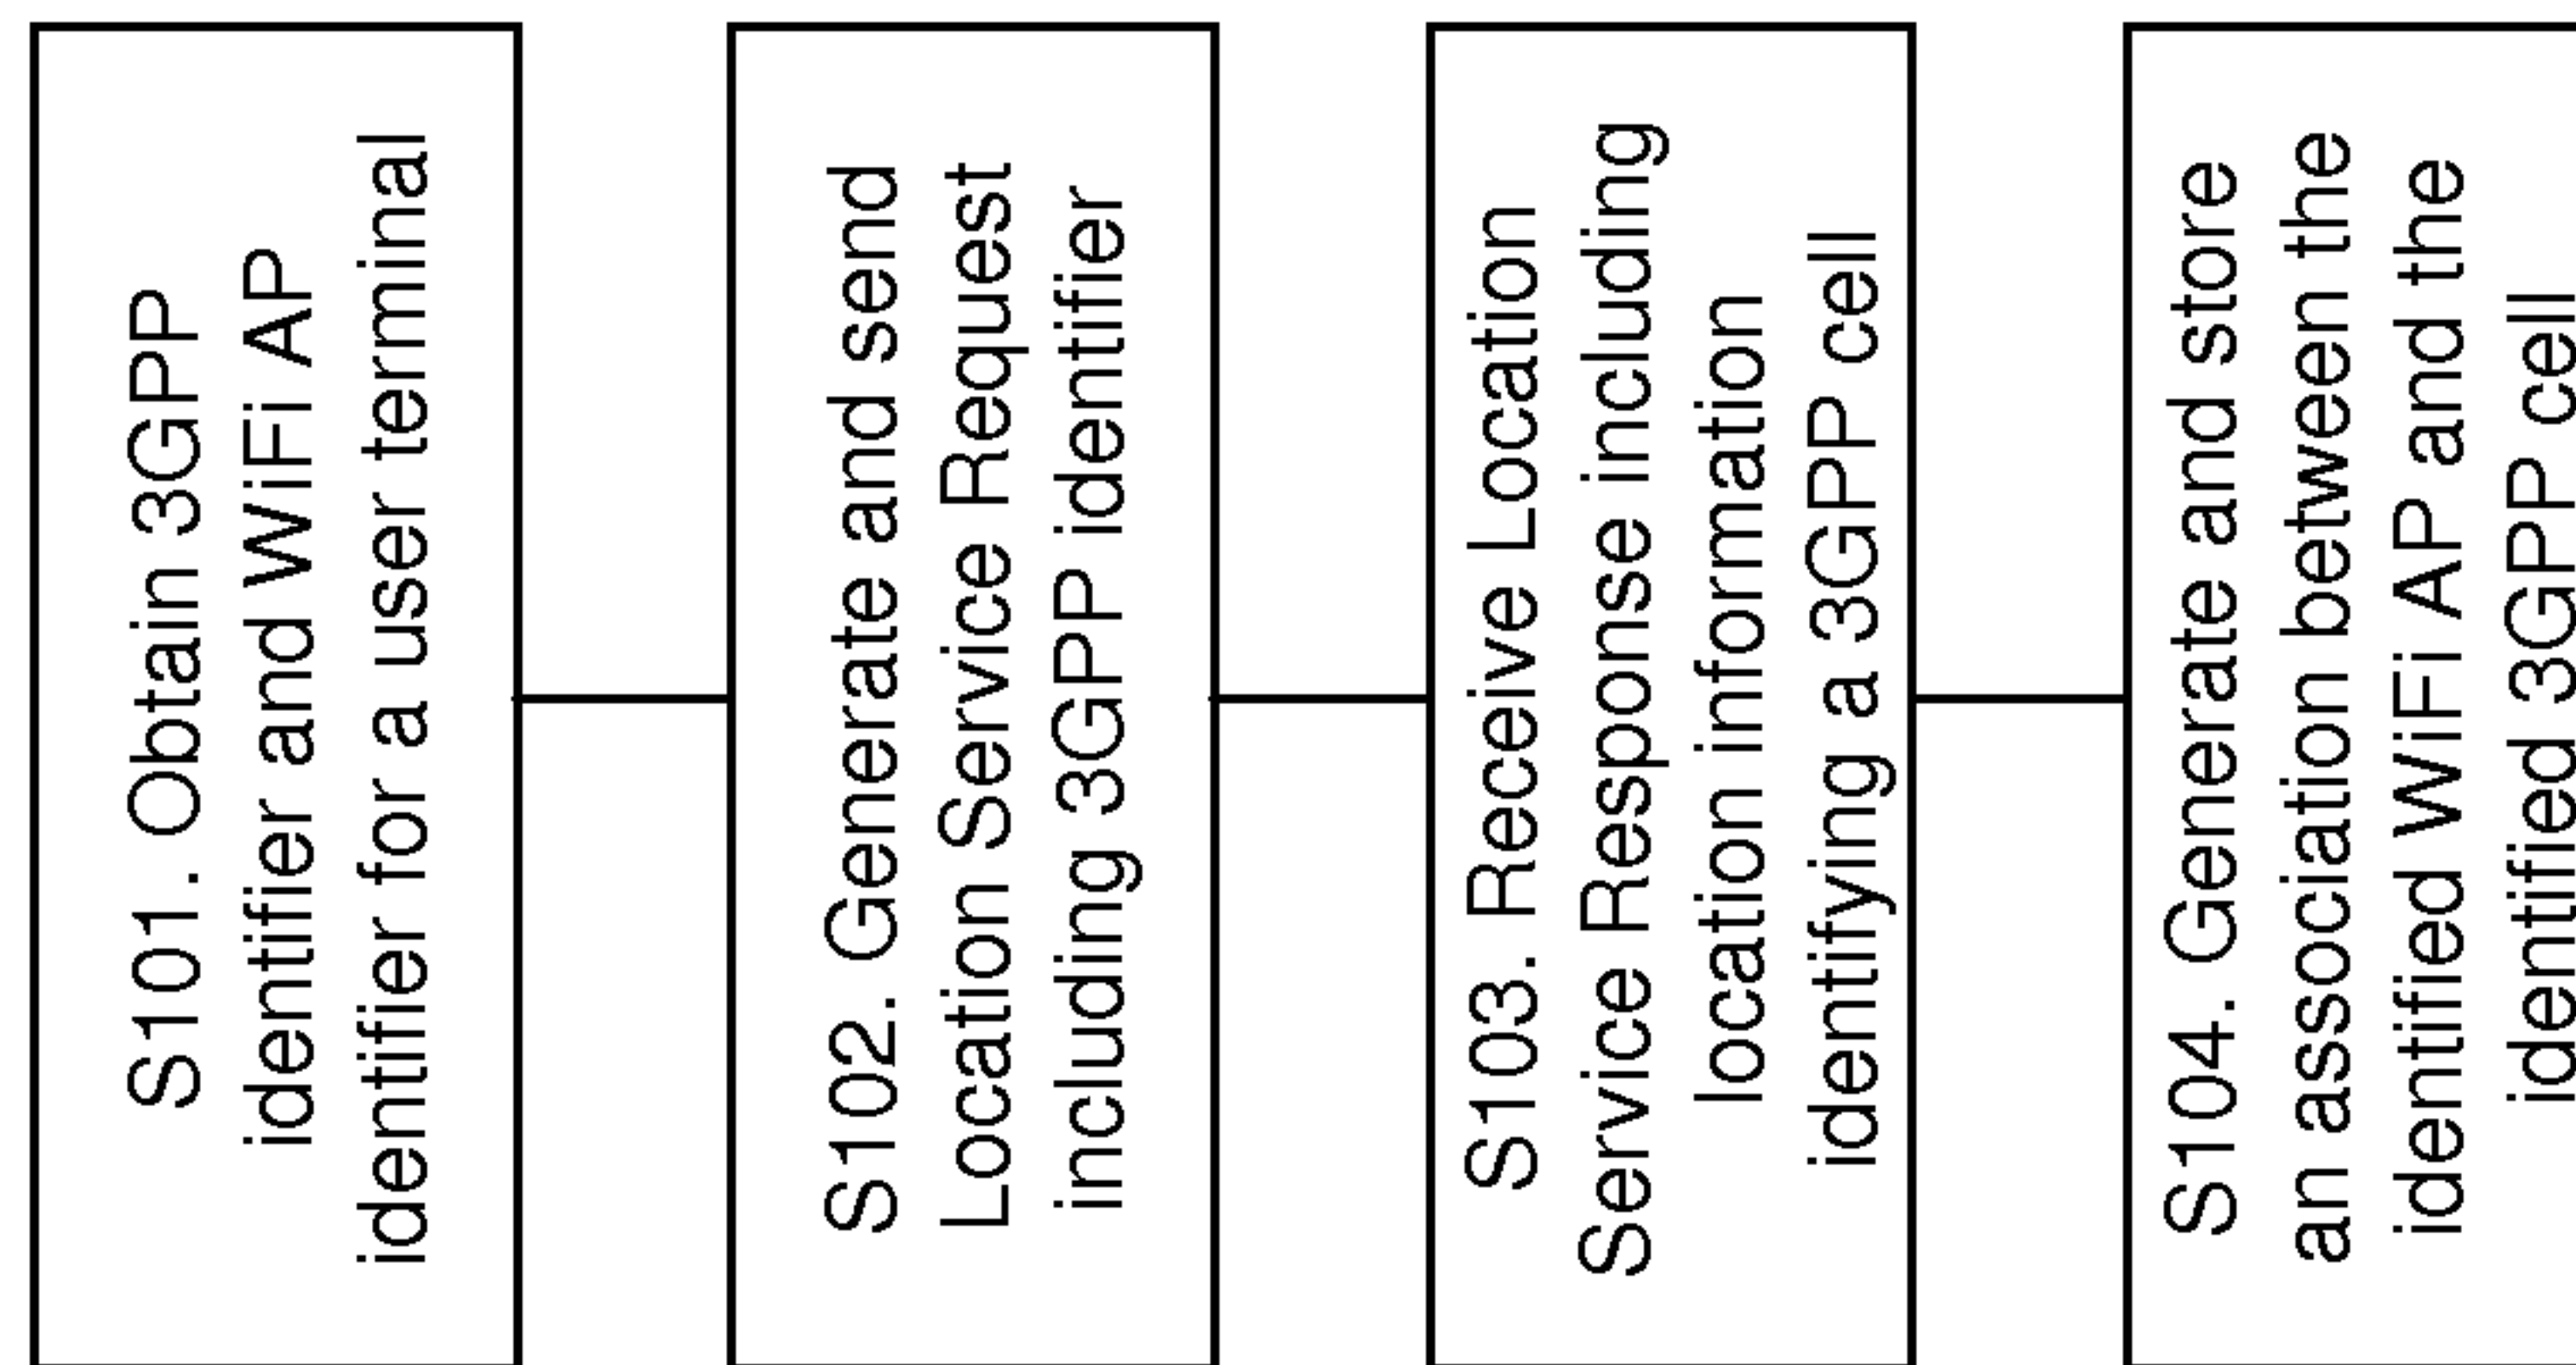 S101. Obtain 3GPP
identifier and WiFi AP
identifier for a user terminal
S102. Generate and send
Location Service Request
including 3GPP identifier
S103. Receive Location
Service Response including
location information
identifying a 3GPP cell
S104. Generate and store
an association between the
identified WiFi AP and the
identified 3GPP cell